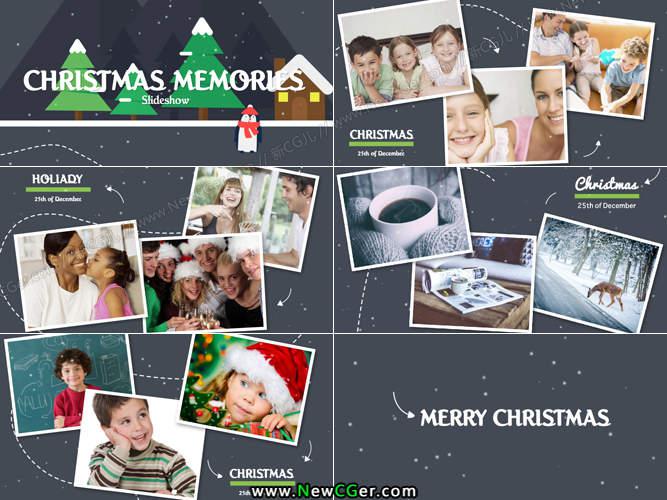 CHRISTMAS MEMORIES
Slideshow
CHRISTMAS
25th of December
HOLIADY
25th of December
Christmas
25th of December
CHRISTMAS
MERRY CHRISTMAS
www.NewCGer.com